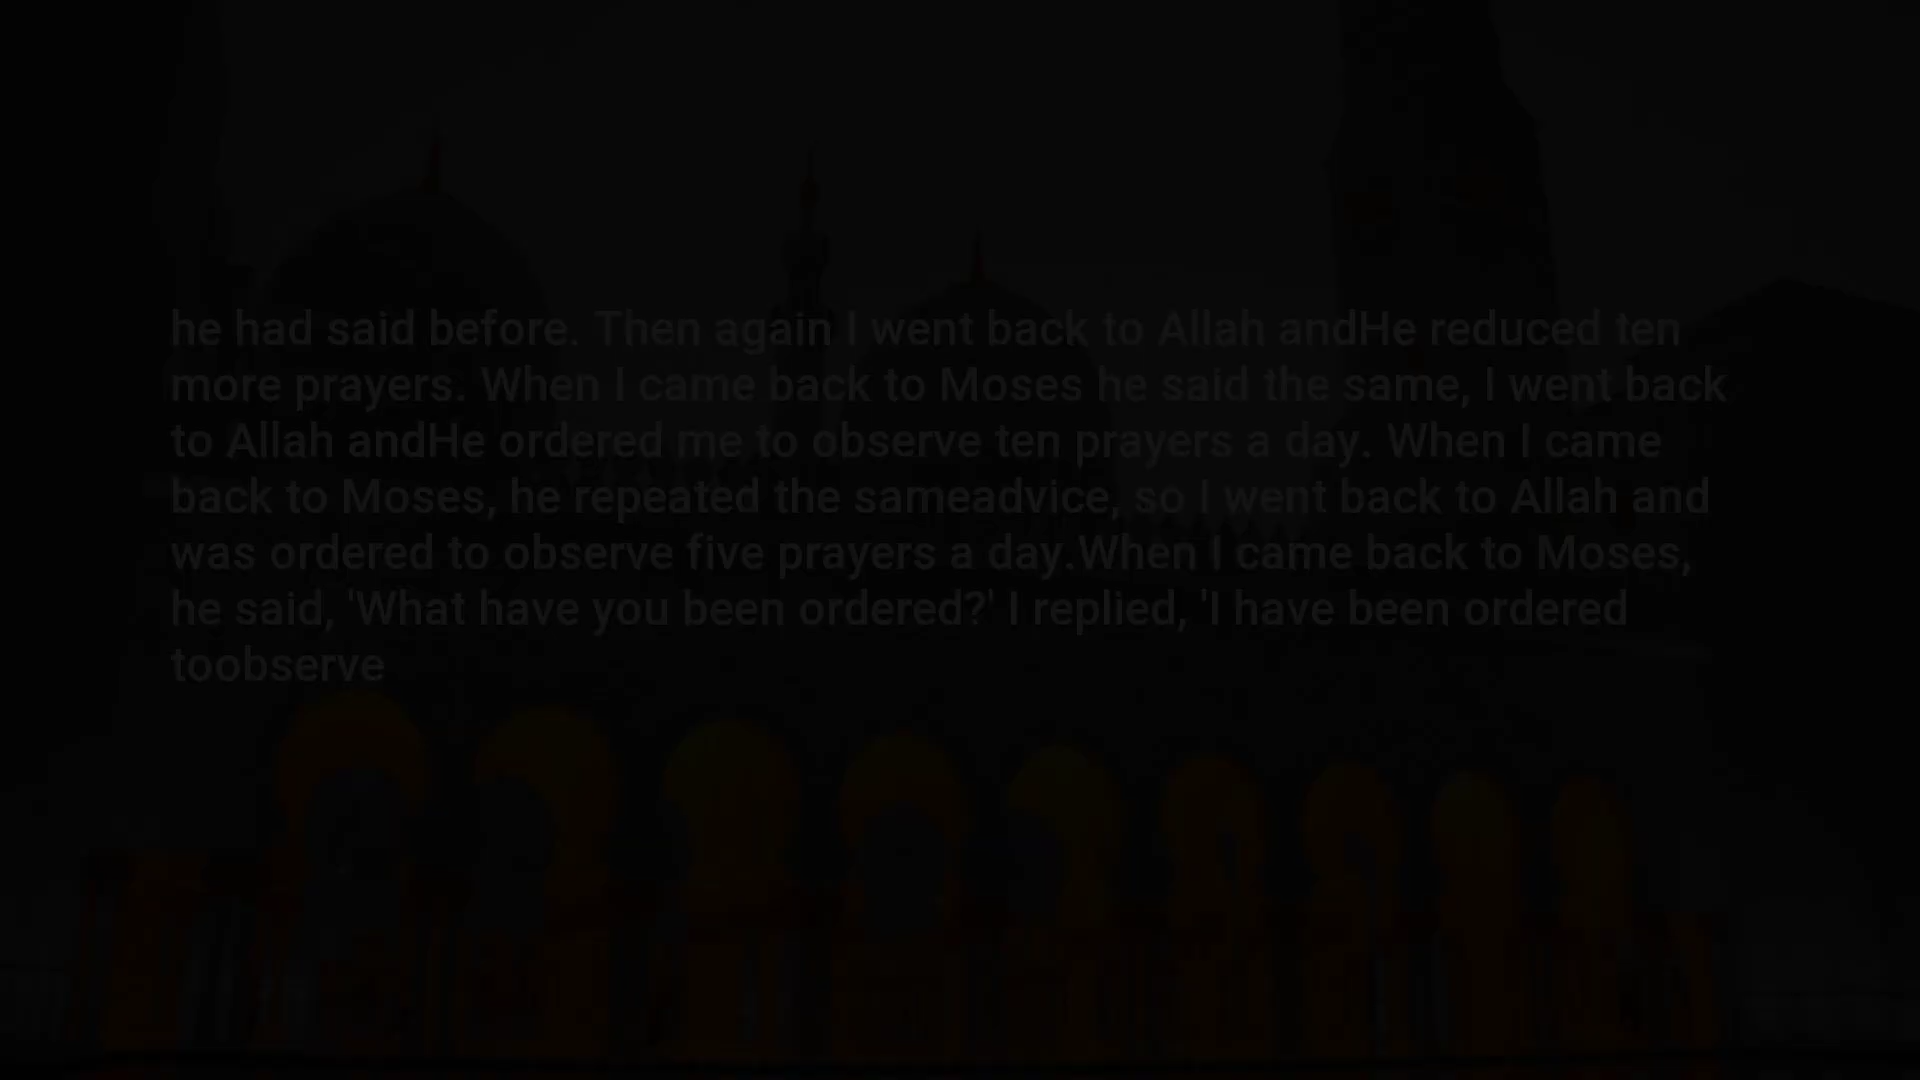 he had said before. Then again I went back to Allah andHe reduced ten
more prayers. When I came back to Moses he said the same, I went back
to Allah andHe ordered me to observe ten prayers a day. When I came
back to Moses, he repeated the sameadvice, so I went back to Allah and
was ordered to observe five prayers a day.When I came back to Moses,
he said, 'What have you been ordered?' I replied, 'I have been ordered
toobserve